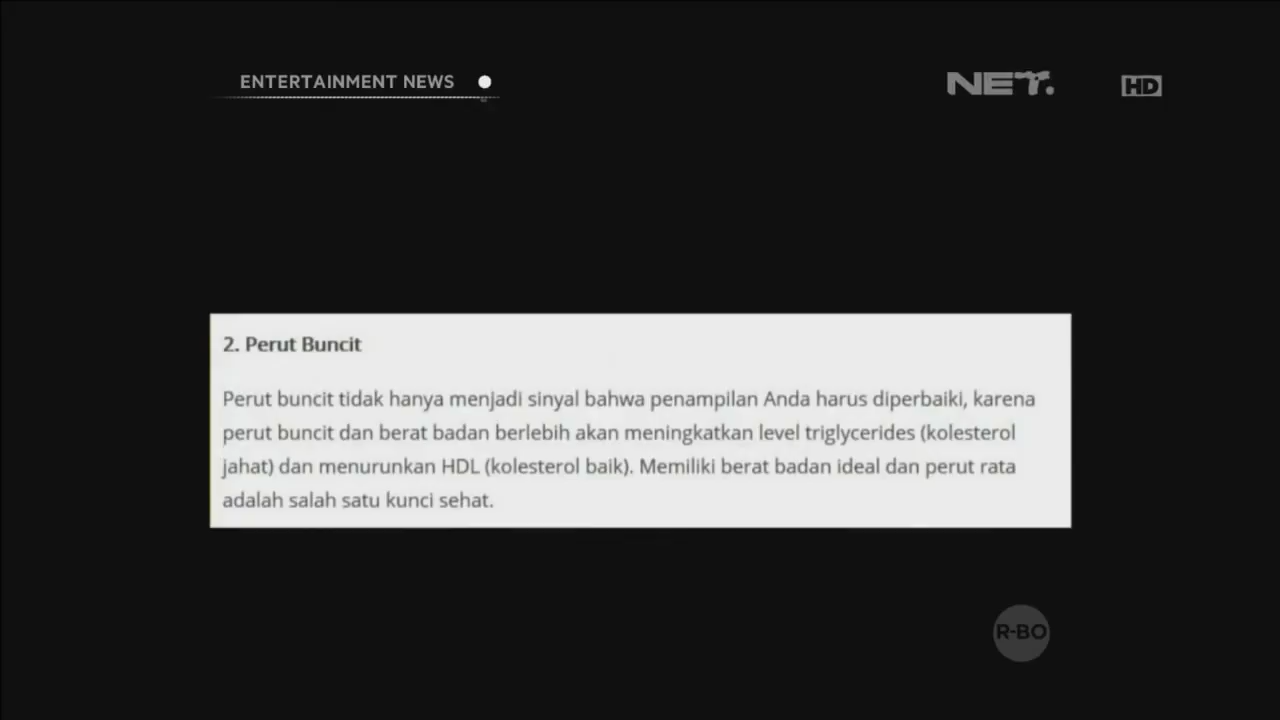 ENTERTAINMENT NEWS
NET.
HD
2. Perut Buncit
Perut buncit tidak hanya menjadi sinyal bahwa penampilan Anda harus diperbaiki, karena
perut buncit dan berat badan berlebih akan meningkatkan level triglycerides (kolesterol
jahat) dan menurunkan HDL (kolesterol baik). Memiliki berat badan ideal dan perut rata
adalah salah satu kunci sehat.
R-BO